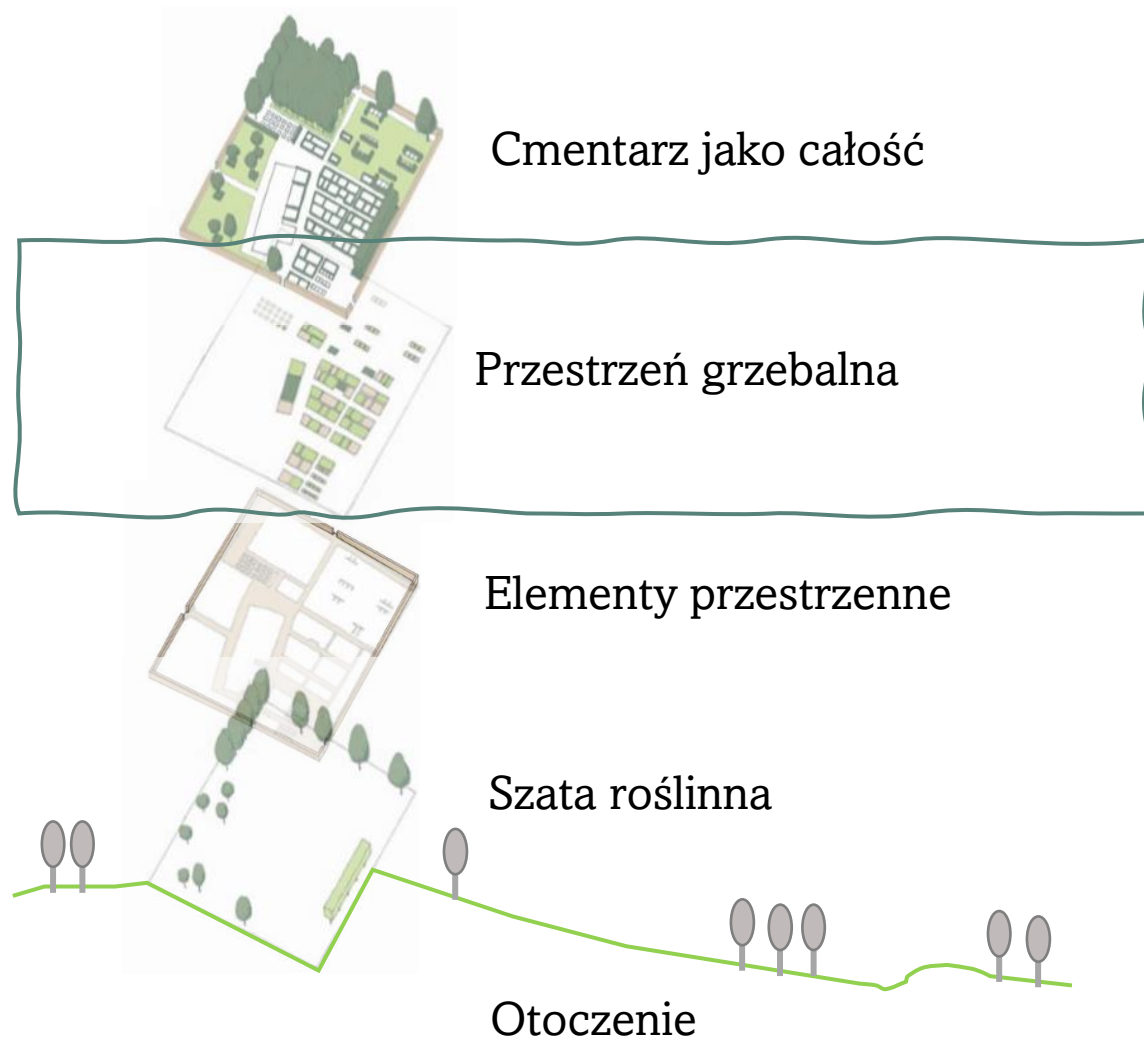 Cmentarz jako całość
Przestrzeń grzebalna
Elementy przestrzenne
Szata roślinna
Otoczenie